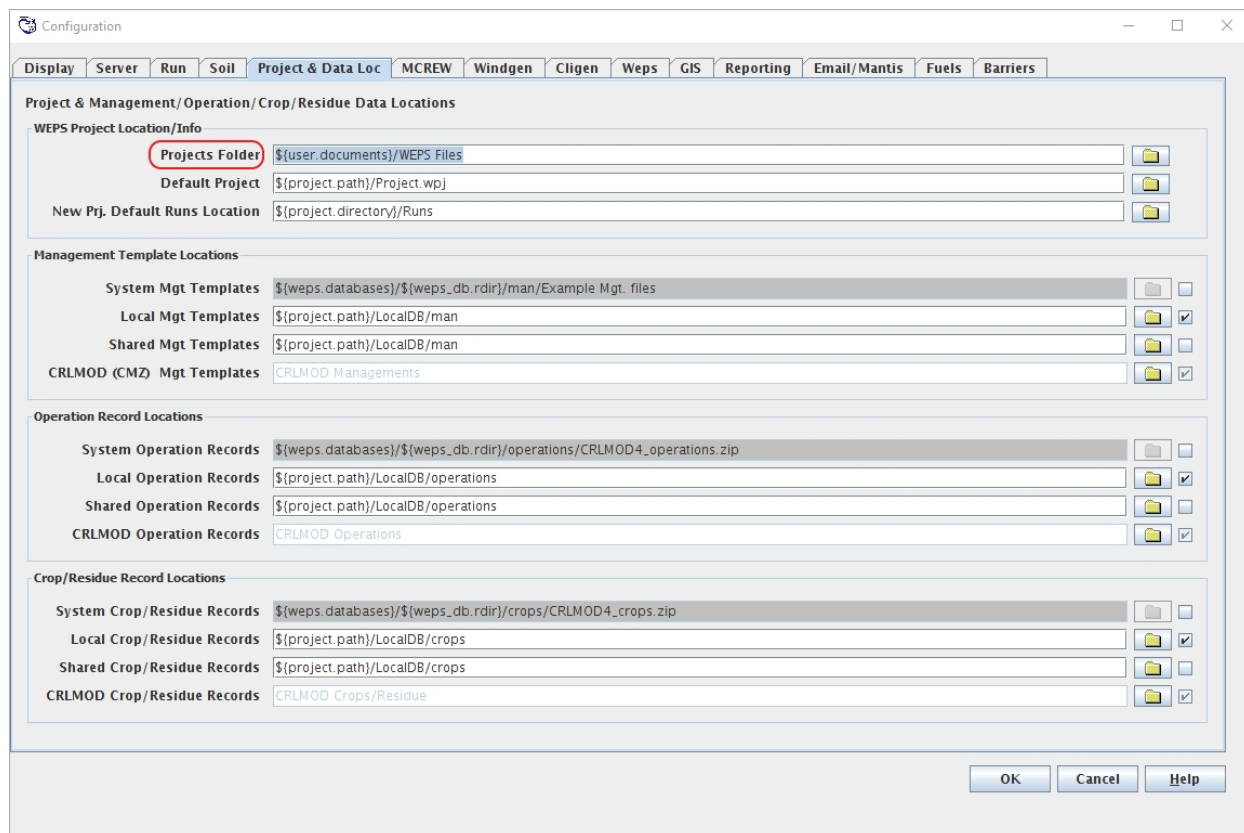 Configuration
Display Server Run Soil Project & Data Loc MCREW Windgen Cligen Weps GIS Reporting Email/Mantis Fuels Barriers
Project & Management/Operation/Crop/Residue Data Locations
WEPS Project Location/Info
Projects Folder ${user.documents}/WEPS Files
Default Project ${project.path}/Project.wpj
New Prj. Default Runs Location ${project.directory}/Runs
Management Template Locations
System Mgt Templates ${weps.databases}/${weps_db.rdir}/man/Example Mgt. files
Local Mgt Templates ${project.path}/LocalDB/man
Shared Mgt Templates ${project.path}/LocalDB/man
CRLMOD (CMZ) Mgt Templates CRLMOD Managements
Operation Record Locations
System Operation Records ${weps.databases}/${weps_db.rdir}/operations/CRLMOD4_operations.zip
Local Operation Records ${project.path}/LocalDB/operations
Shared Operation Records ${project.path}/LocalDB/operations
CRLMOD Operation Records CRLMOD Operations
Crop/Residue Record Locations
System Crop/Residue Records ${weps.databases}/${weps_db.rdir}/crops/CRLMOD4_crops.zip
Local Crop/Residue Records ${project.path}/LocalDB/crops
Shared Crop/Residue Records ${project.path}/LocalDB/crops
CRLMOD Crop/Residue Records CRLMOD Crops/Residue
OK Cancel Help